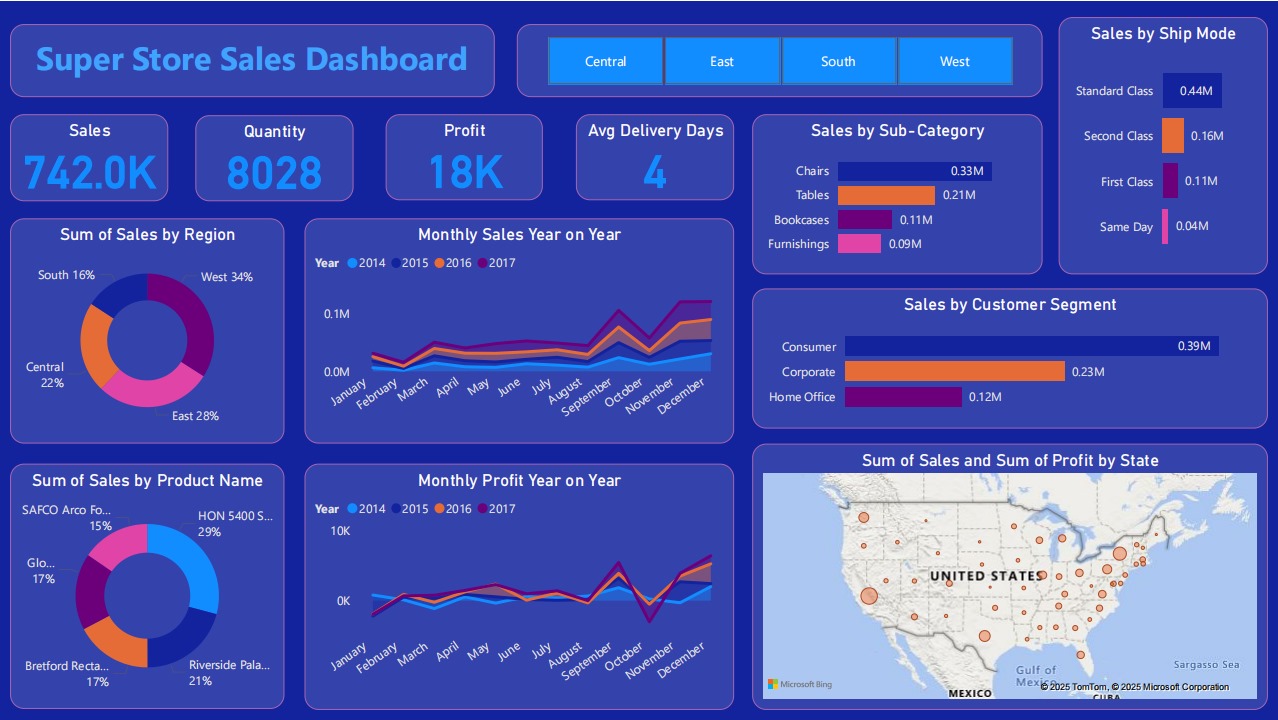 Super Store Sales Dashboard
Central
East
South
West
Sales by Ship Mode
Standard Class
0.44M
Second Class
0.16M
First Class
0.11M
Same Day
0.04M
Sales
742.0K
Quantity
8028
Profit
18K
Avg Delivery Days
4
Sales by Sub-Category
Chairs
0.33M
Tables
0.21M
Bookcases
0.11M
Furnishings
0.09M
Sum of Sales by Region
South 16%
West 34%
Central
22%
East 28%
Monthly Sales Year on Year
Year 2014 2015 2016 2017
0.1M
0.0M
January
February
March
April
May
June
July
August
September
October
November
December
Sales by Customer Segment
Consumer
0.39M
Corporate
0.23M
Home Office
0.12M
Sum of Sales by Product Name
SAFCO Arco Fo...
15%
HON 5400 S...
29%
Glo...
17%
Bretford Recta...
17%
Riverside Pala...
21%
Monthly Profit Year on Year
Year 2014 2015 2016 2017
10K
0K
January
February
March
April
May
June
July
August
September
October
November
December
Sum of Sales and Sum of Profit by State
UNITED STATES
Sargasso Sea
Gulf of
Mexico
Microsoft Bing
© 2025 TomTom, © 2025 Microsoft Corporation
MEXICO
CUBA